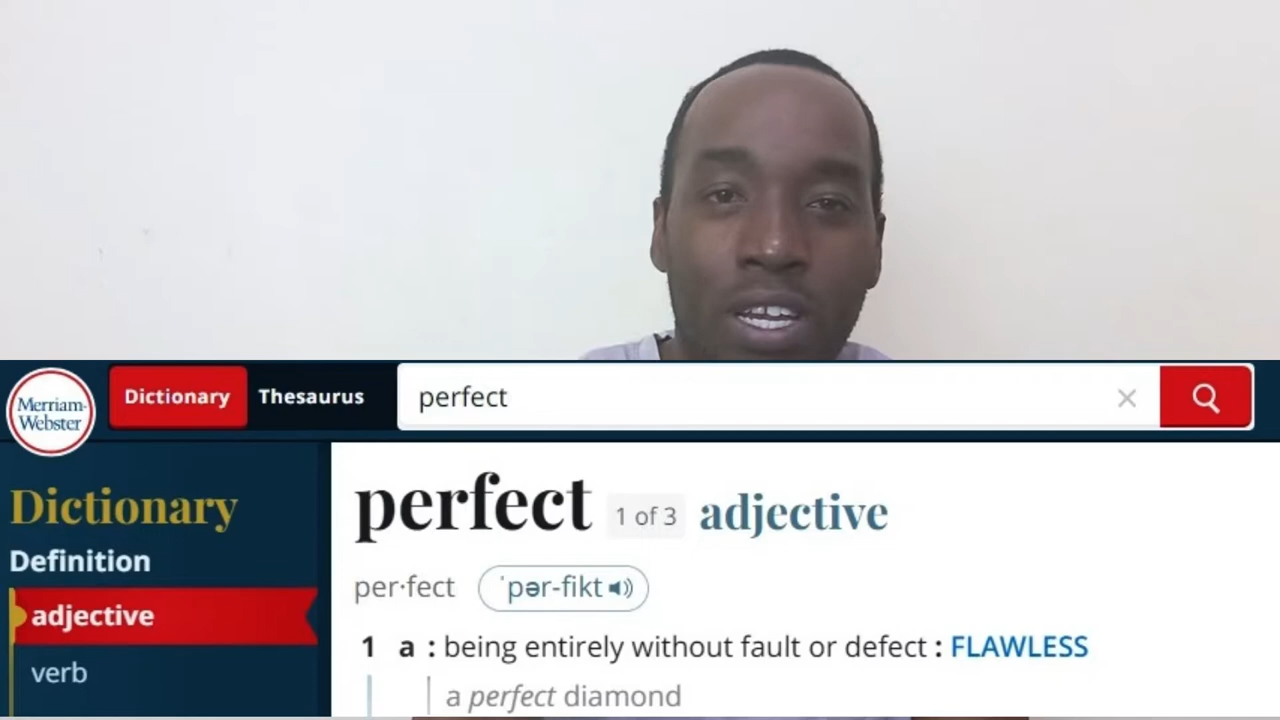 Merriam-
Webster
Dictionary Thesaurus perfect
Dictionary
Definition
adjective
verb
perfect 1 of 3 adjective
per·fect ˈpər-fikt
1 a : being entirely without fault or defect : FLAWLESS
a perfect diamond